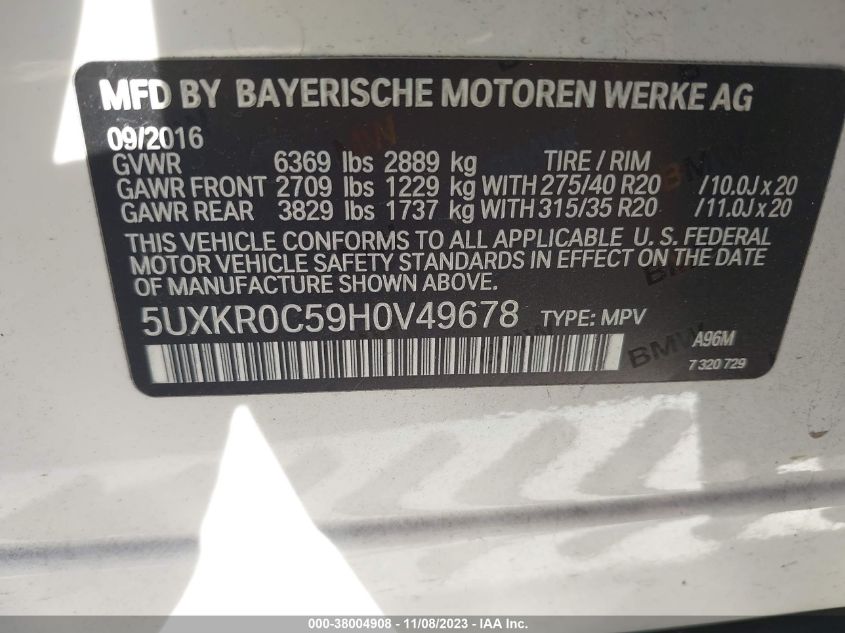 MFD BY BAYERISCHE MOTOREN WERKE AG
09/2016
GVWR 6369 lbs 2889 kg TIRE / RIM
GAWR FRONT 2709 lbs 1229 kg WITH 275/40 R20 / 10.0J x 20
GAWR REAR 3829 lbs 1737 kg WITH 315/35 R20 / 11.0J x 20
THIS VEHICLE CONFORMS TO ALL APPLICABLE U. S. FEDERAL
MOTOR VEHICLE SAFETY STANDARDS IN EFFECT ON THE DATE
OF MANUFACTURE SHOWN ABOVE.
5UXKR0C59H0V49678 TYPE: MPV
A96M
BMW
7 320 729
000-38004908 - 11/08/2023 - IAA Inc.